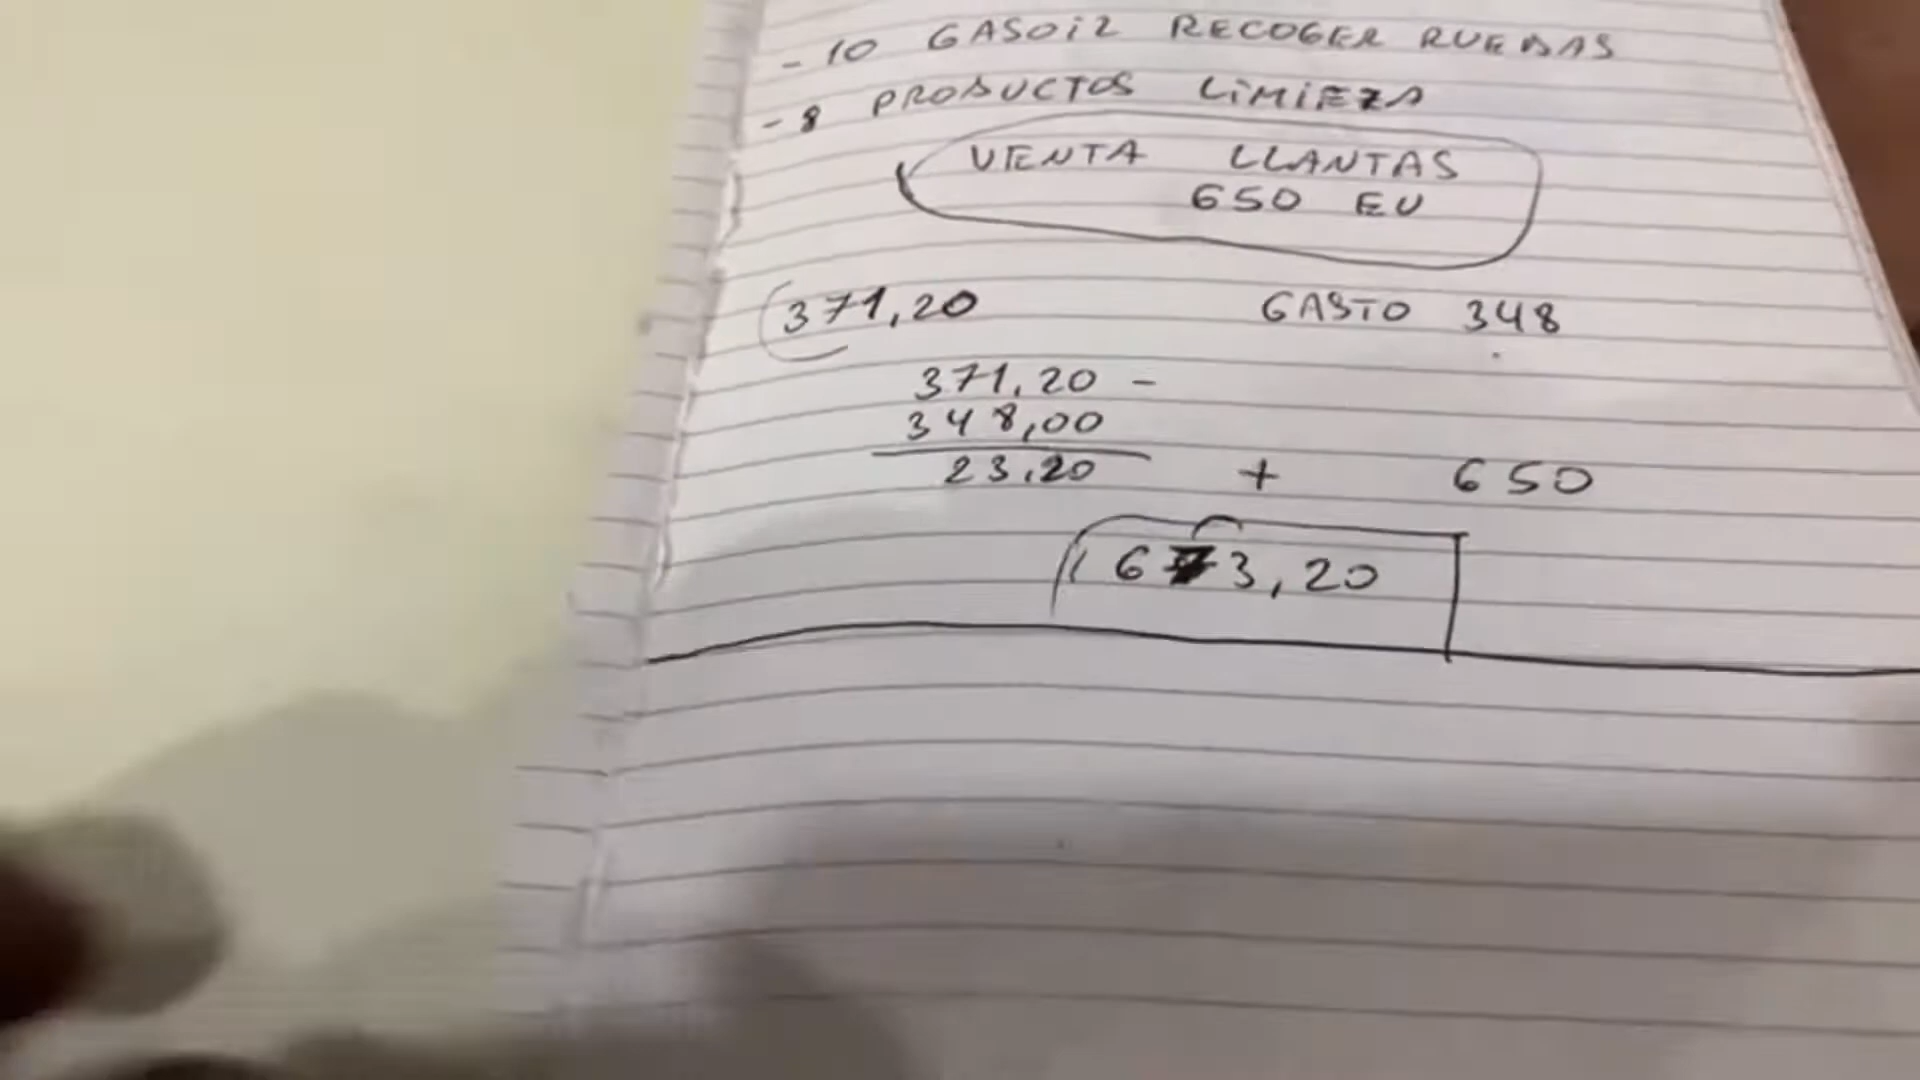 - 10 GASOIL RECOGER RUEDAS
- 8 PRODUCTOS LIMIEZA
VENTA LLANTAS
650 EU
371,20 GASTO 348
371,20 -
348,00
23,20 + 650
673,20